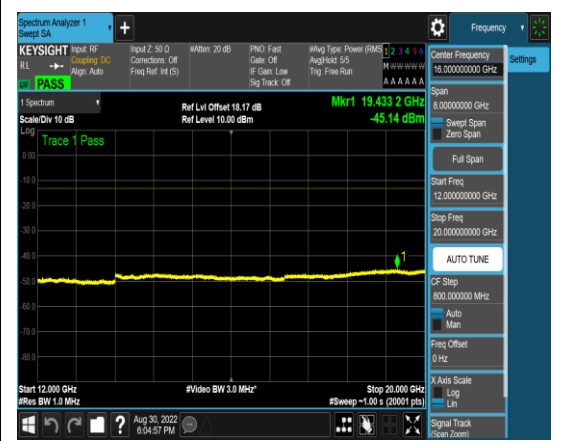 Spectrum Analyzer 1
Swept SA
+
Frequency
KEYSIGHT
RL
PASS
Input: RF
Coupling: DC
Align: Auto
Input Z: 50 Ω
Corrections: Off
Freq Ref: Int (S)
#Atten: 20 dB
PNO: Fast
Gate: Off
IF Gain: Low
Sig Track: Off
#Avg Type: Power (RMS
Avg|Hold: 5/5
Trig: Free Run
1 2 3 4 5 6
M W W W W W
A A A A A A
1 Spectrum
Scale/Div 10 dB
Ref Lvl Offset 18.17 dB
Ref Level 10.00 dBm
Mkr1 19.433 2 GHz
-45.14 dBm
Log
Trace 1 Pass
0.00
-10.0
-20.0
-30.0
-40.0
-50.0
-60.0
-70.0
-80.0
1
Start 12.000 GHz
#Res BW 1.0 MHz
#Video BW 3.0 MHz*
Stop 20.000 GHz
#Sweep ~1.00 s (20001 pts)
Aug 30, 2022
6:04:57 PM
Center Frequency
16.000000000 GHz
Settings
Span
8.00000000 GHz
Swept Span
Zero Span
Full Span
Start Freq
12.000000000 GHz
Stop Freq
20.000000000 GHz
AUTO TUNE
CF Step
800.000000 MHz
Auto
Man
Freq Offset
0 Hz
X Axis Scale
Log
Lin
Signal Track
(Span Zoom)